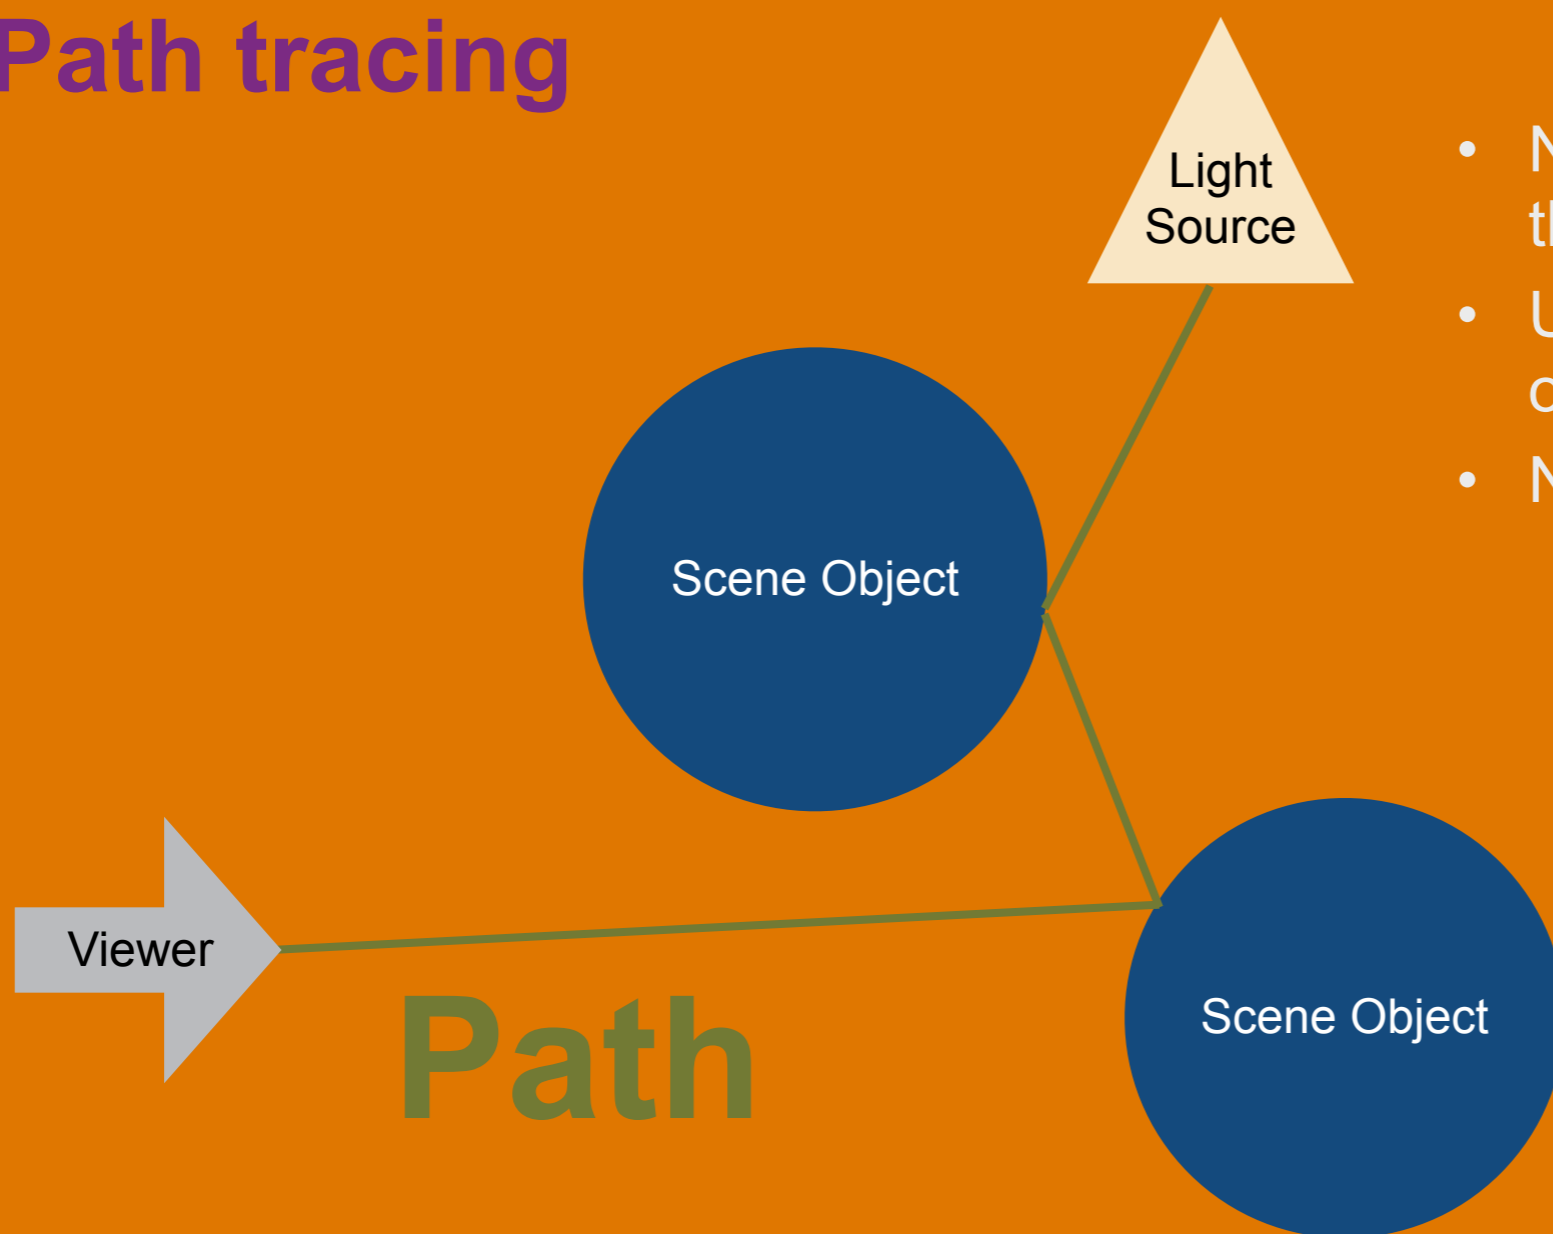 Path tracing
Light
Source
Scene Object
Viewer
Path
Scene Object